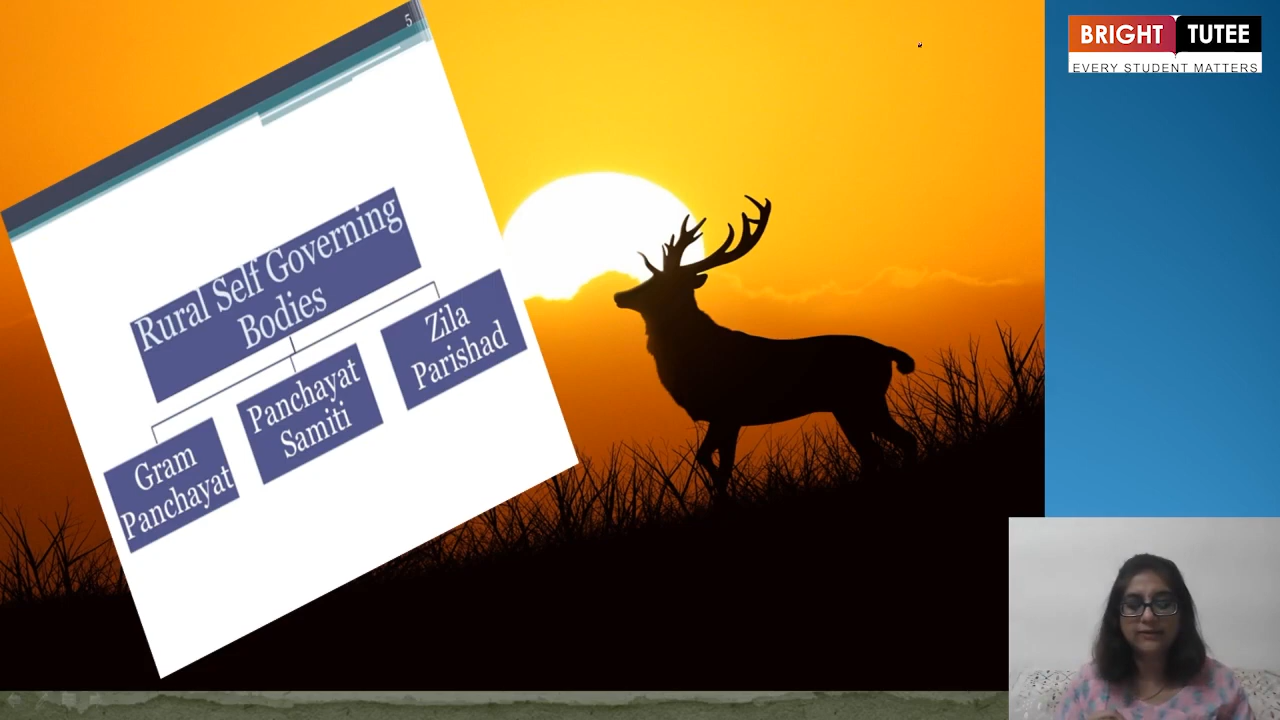 5
Rural Self Governing
Bodies
Gram
Panchayat
Panchayat
Samiti
Zila
Parishad
BRIGHT TUTEE
EVERY STUDENT MATTERS